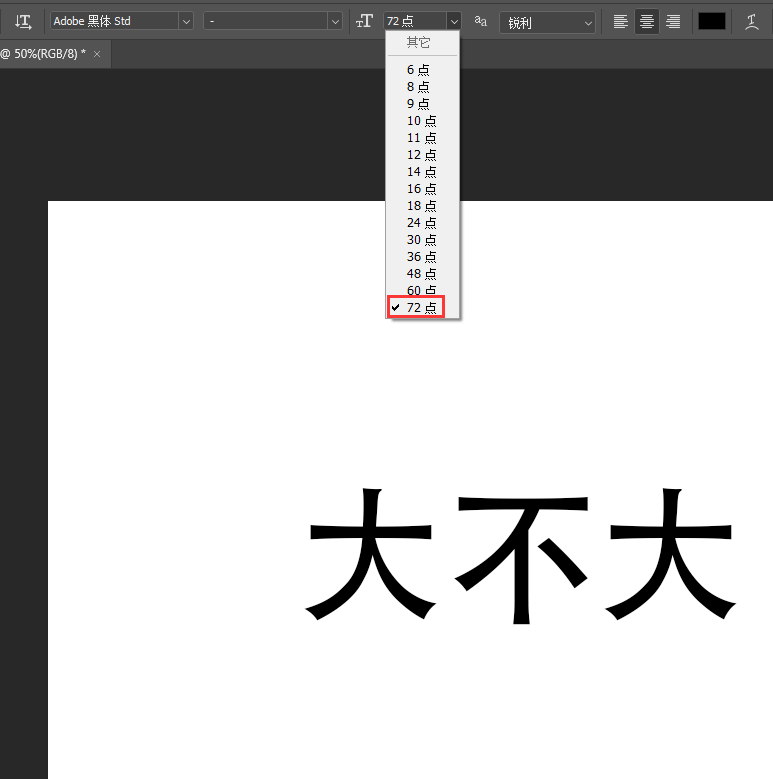 Adobe 黑体 Std - 72 点 aa 锐利
@ 50%(RGB/8) * ×
其它
6 点
8 点
9 点
10 点
11 点
12 点
14 点
16 点
18 点
24 点
30 点
36 点
48 点
60 点
72 点
大不大